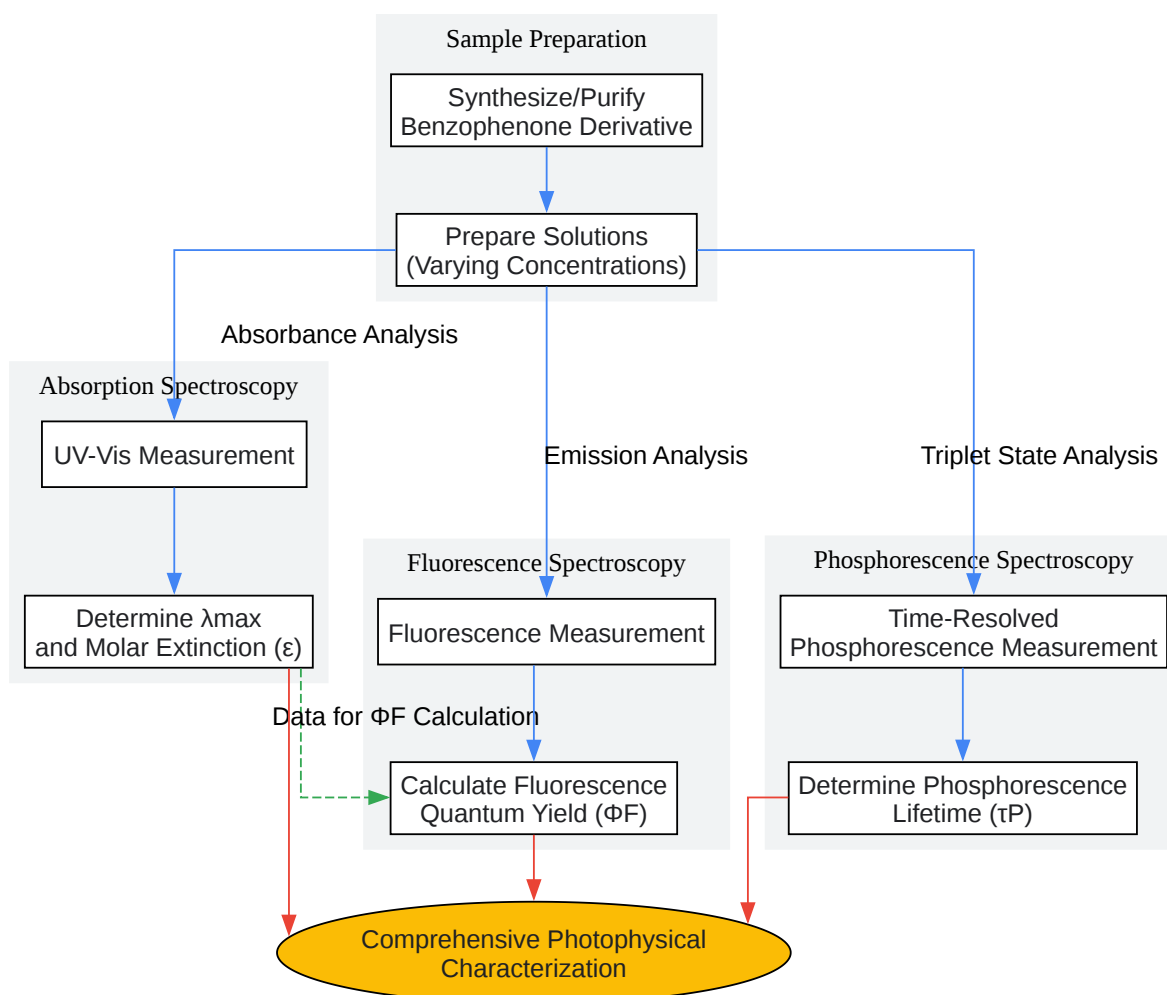 Sample Preparation
Synthesize/Purify
Benzophenone Derivative
Prepare Solutions
(Varying Concentrations)
Absorbance Analysis
Absorption Spectroscopy
UV-Vis Measurement
Emission Analysis
Triplet State Analysis
Fluorescence Spectroscopy
Phosphorescence Spectroscopy
Determine λmax
and Molar Extinction (ε)
Fluorescence Measurement
Time-Resolved
Phosphorescence Measurement
Data for ΦF Calculation
Calculate Fluorescence
Quantum Yield (ΦF)
Determine Phosphorescence
Lifetime (τP)
Comprehensive Photophysical
Characterization